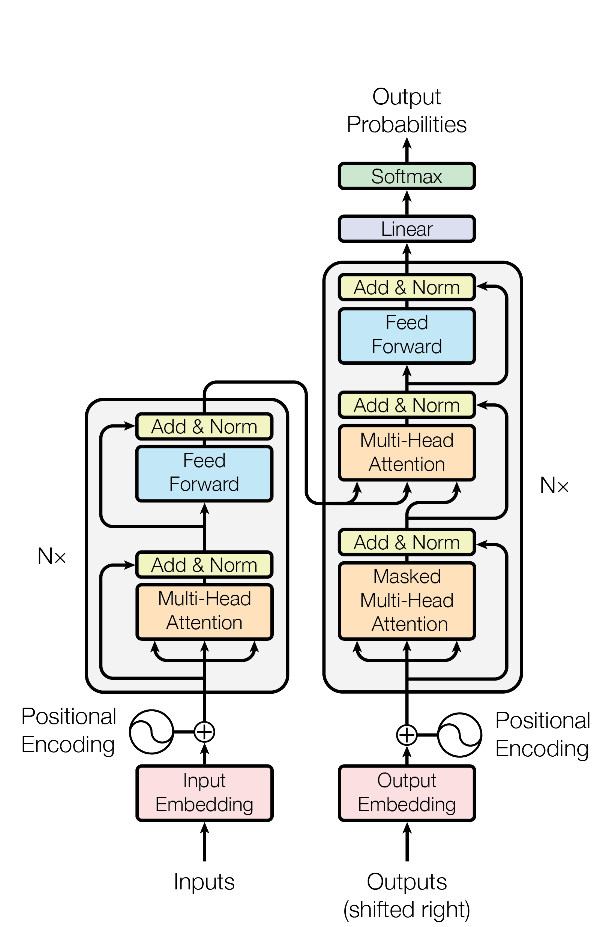 Output
Probabilities
Softmax
Linear
Add & Norm
Feed
Forward
Add & Norm
Multi-Head
Attention
Add & Norm
Masked
Multi-Head
Attention
N×
Add & Norm
Feed
Forward
Add & Norm
Multi-Head
Attention
N×
Positional
Encoding
Positional
Encoding
Input
Embedding
Output
Embedding
Inputs
Outputs
(shifted right)